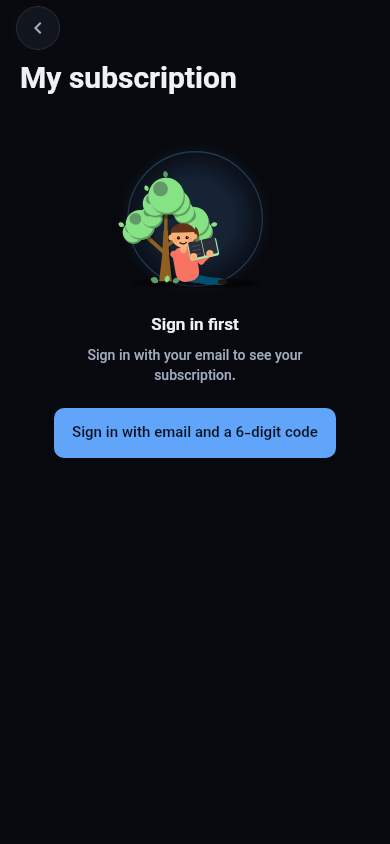 My subscription
Sign in first
Sign in with your email to see your
subscription.
Sign in with email and a 6-digit code